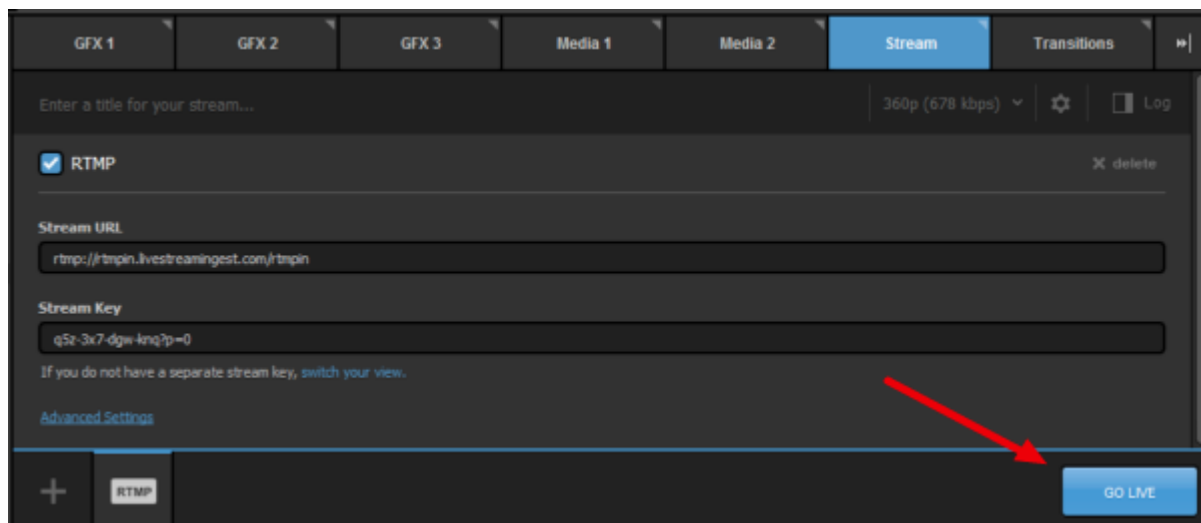 GFX 1 GFX 2 GFX 3 Media 1 Media 2 Stream Transitions
Enter a title for your stream... 360p (678 kbps) Log
RTMP delete
Stream URL
rtmp://rtmpin.livestreamingest.com/rtmpin
Stream Key
q5z-3x7-dgw-knq?p=0
If you do not have a separate stream key, switch your view.
Advanced Settings
RTMP GO LIVE